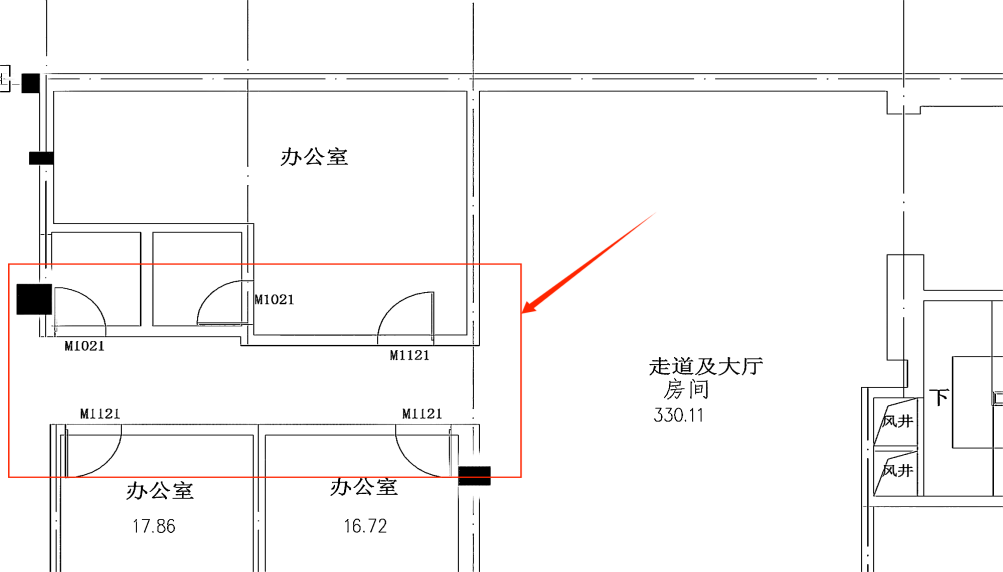 办公室
M1021
M1021
M1121
走道及大厅
房间
330.11
下
M1121
M1121
风井
风井
办公室
办公室
17.86
16.72